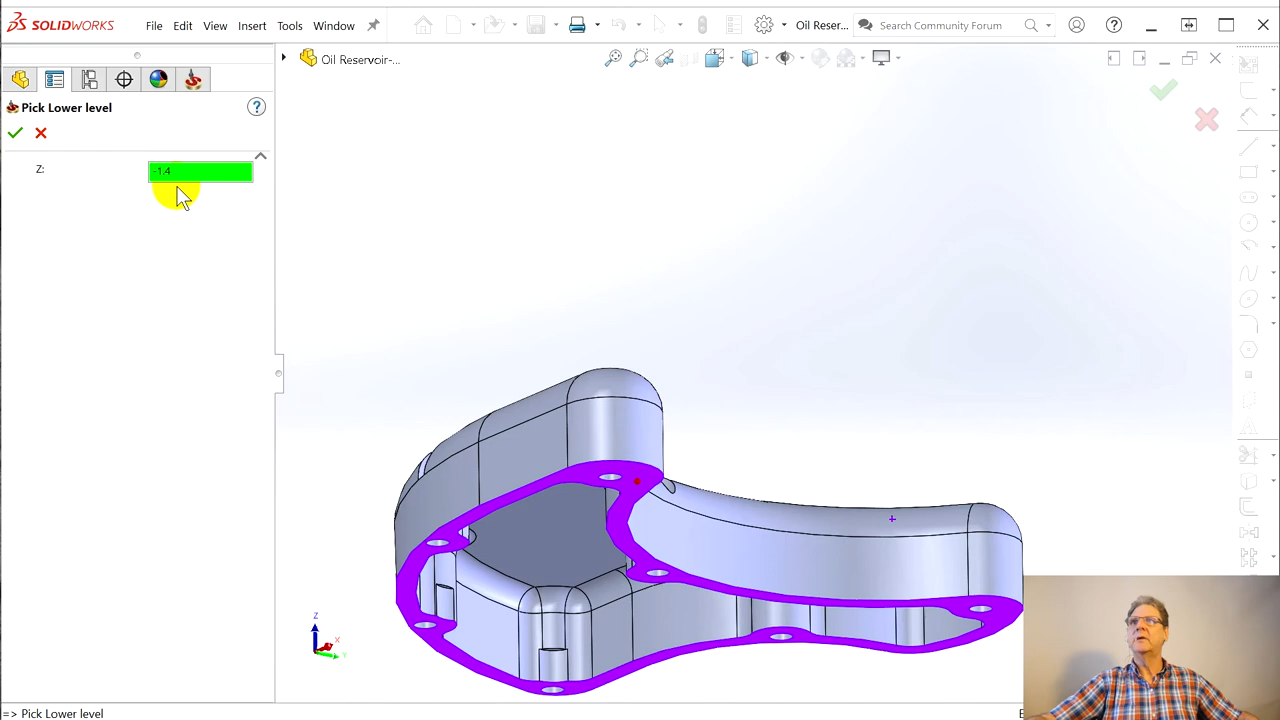 SOLIDWORKS File Edit View Insert Tools Window Oil Reser... Search Community Forum
Oil Reservoir-...
Pick Lower level
Z: -1.4
Z
X
Y
=> Pick Lower level E